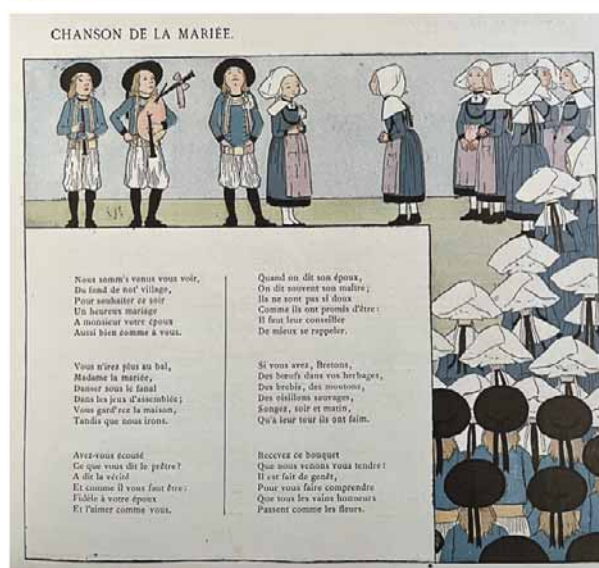 CHANSON DE LA MARIÉE.
Nous somm's venus vous voir,
Du fond de not' village,
Pour souhaiter ce soir
Un heureux mariage
A monsieur votre époux
Aussi bien comme à vous.
Vous n'irez plus au bal,
Madame la mariée,
Danser sous le fanal
Dans les jeux d'assemblée;
Vous gard'rez la maison,
Tandis que nous irons.
Avez-vous écouté
Ce que vous dit le prêtre?
A dit la vérité
Et comme il vous faut être:
Fidèle à votre époux
Et l'aimer comme vous.
Quand on dit son époux,
On dit souvent son maître;
Ils ne sont pas si doux
Comme ils ont promis d'être:
Il faut leur conseiller
De mieux se rappeler.
Si vous avez, Bretons,
Des bœufs dans vos herbages,
Des brebis, des moutons,
Des oisillons sauvages,
Songez, soir et matin,
Qu'à leur tour ils ont faim.
Recevez ce bouquet
Que nous venons vous tendre:
Il est fait de genêt,
Pour vous faire comprendre
Que tous les vains honneurs
Passent comme les fleurs.